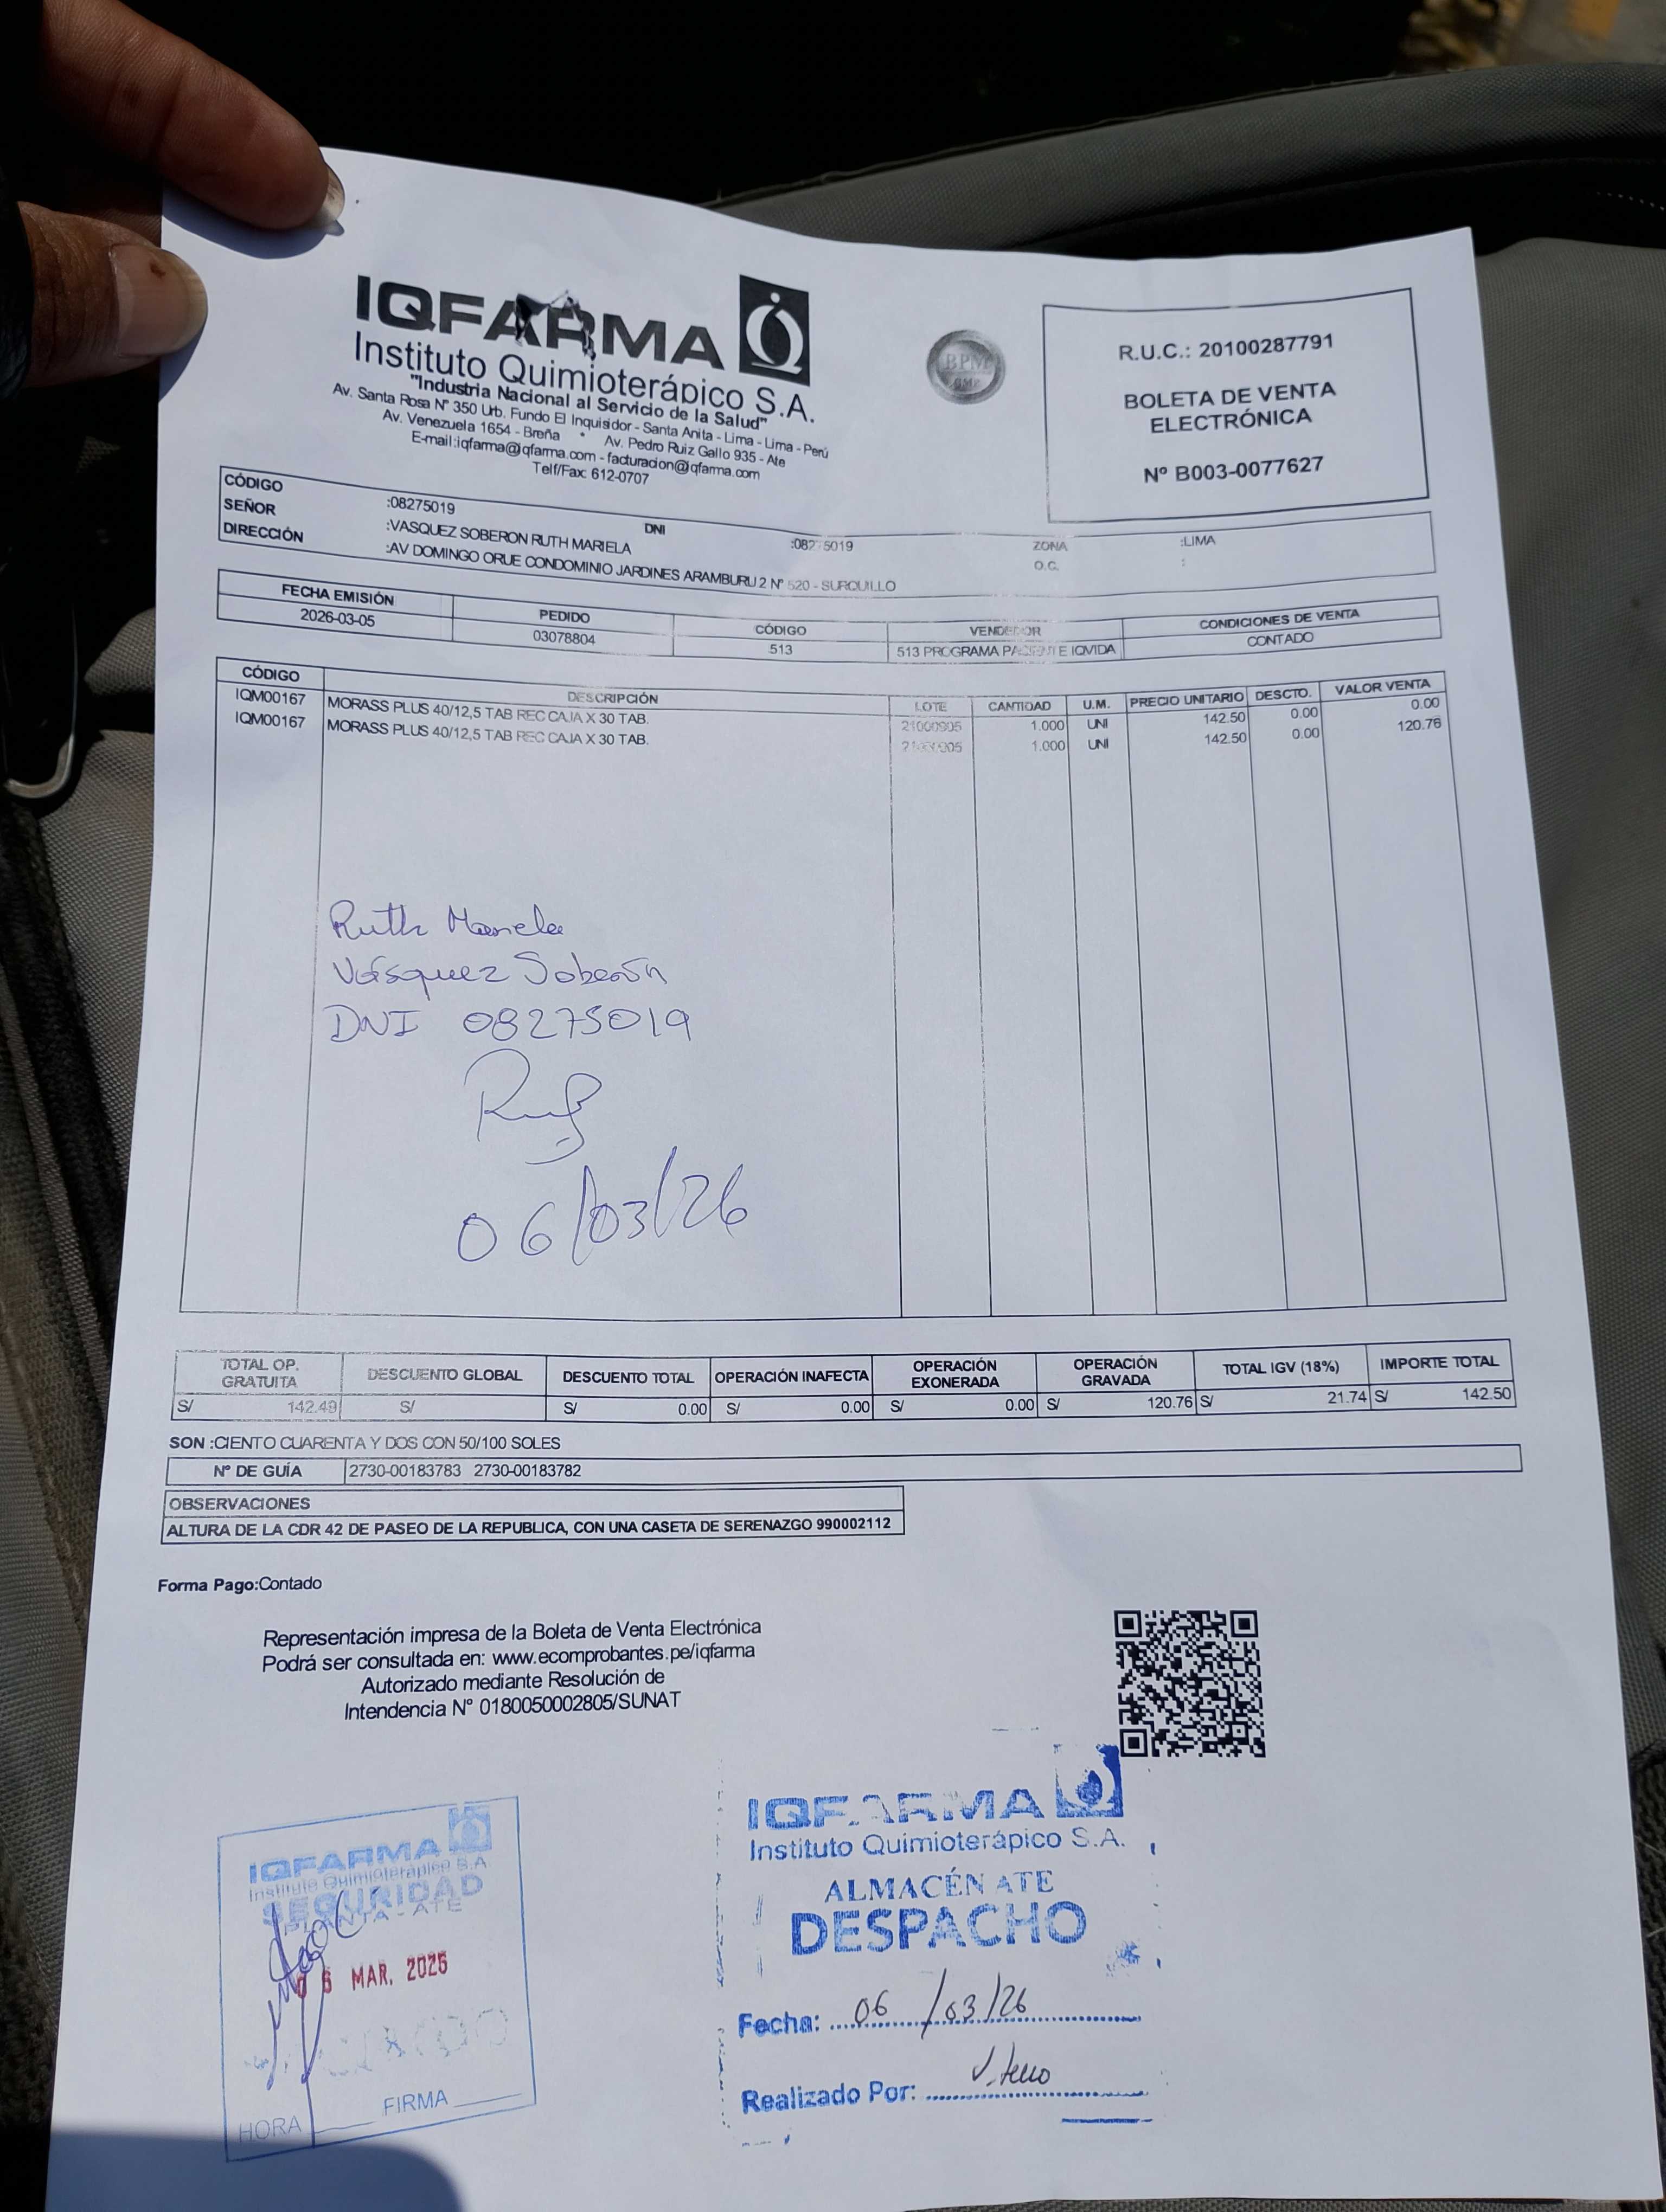 IQFARMA
Instituto Quimioterápico S.A.
"Industria Nacional al Servicio de la Salud"
Av. Santa Rosa N° 350 Urb. Fundo El Inquisidor - Santa Anita - Lima - Lima - Perú
Av. Venezuela 1654 - Breña • Av. Pedro Ruiz Gallo 935 - Ate
E-mail:iqfarma@iqfarma.com - facturacion@iqfarma.com
Telf/Fax: 612-0707
BPM
R.U.C.: 20100287791
BOLETA DE VENTA
ELECTRÓNICA
N° B003-0077627
CÓDIGO :08275019 DNI :08275019 ZONA :LIMA
SEÑOR :VASQUEZ SOBERON RUTH MARIELA O.C. :
DIRECCIÓN :AV DOMINGO ORUE CONDOMINIO JARDINES ARAMBURU 2 N° 520 - SURQUILLO
FECHA EMISIÓN PEDIDO CÓDIGO VENDEDOR CONDICIONES DE VENTA
2026-03-05 03078804 513 513 PROGRAMA PACIENTE IQVIDA CONTADO
CÓDIGO DESCRIPCIÓN LOTE CANTIDAD U.M. PRECIO UNITARIO DESCTO. VALOR VENTA
IQM00167 MORASS PLUS 40/12,5 TAB REC CAJA X 30 TAB. 21000905 1.000 UNI 142.50 0.00 0.00
IQM00167 MORASS PLUS 40/12,5 TAB REC CAJA X 30 TAB. 1.000 UNI 142.50 0.00 120.76
Ruth Mariela
Vásquez Soberón
DNI 08275019
06/03/26
TOTAL OP. GRATUITA DESCUENTO GLOBAL DESCUENTO TOTAL OPERACIÓN INAFECTA OPERACIÓN EXONERADA OPERACIÓN GRAVADA TOTAL IGV (18%) IMPORTE TOTAL
S/ 142.49 S/ S/ 0.00 S/ 0.00 S/ 0.00 S/ 120.76 S/ 21.74 S/ 142.50
SON :CIENTO CUARENTA Y DOS CON 50/100 SOLES
N° DE GUÍA 2730-00183783 2730-00183782
OBSERVACIONES
ALTURA DE LA CDR 42 DE PASEO DE LA REPUBLICA, CON UNA CASETA DE SERENAZGO 990002112
Forma Pago:Contado
Representación impresa de la Boleta de Venta Electrónica
Podrá ser consultada en: www.ecomprobantes.pe/iqfarma
Autorizado mediante Resolución de
Intendencia N° 0180050002805/SUNAT
IQFARMA
Instituto Quimioterápico S.A.
SEGURIDAD
PLANTA - ATE
MAR. 2026
HORA FIRMA
IQFARMA
Instituto Quimioterápico S.A.
ALMACÉN ATE
DESPACHO
Fecha: 06/03/26
Realizado Por: